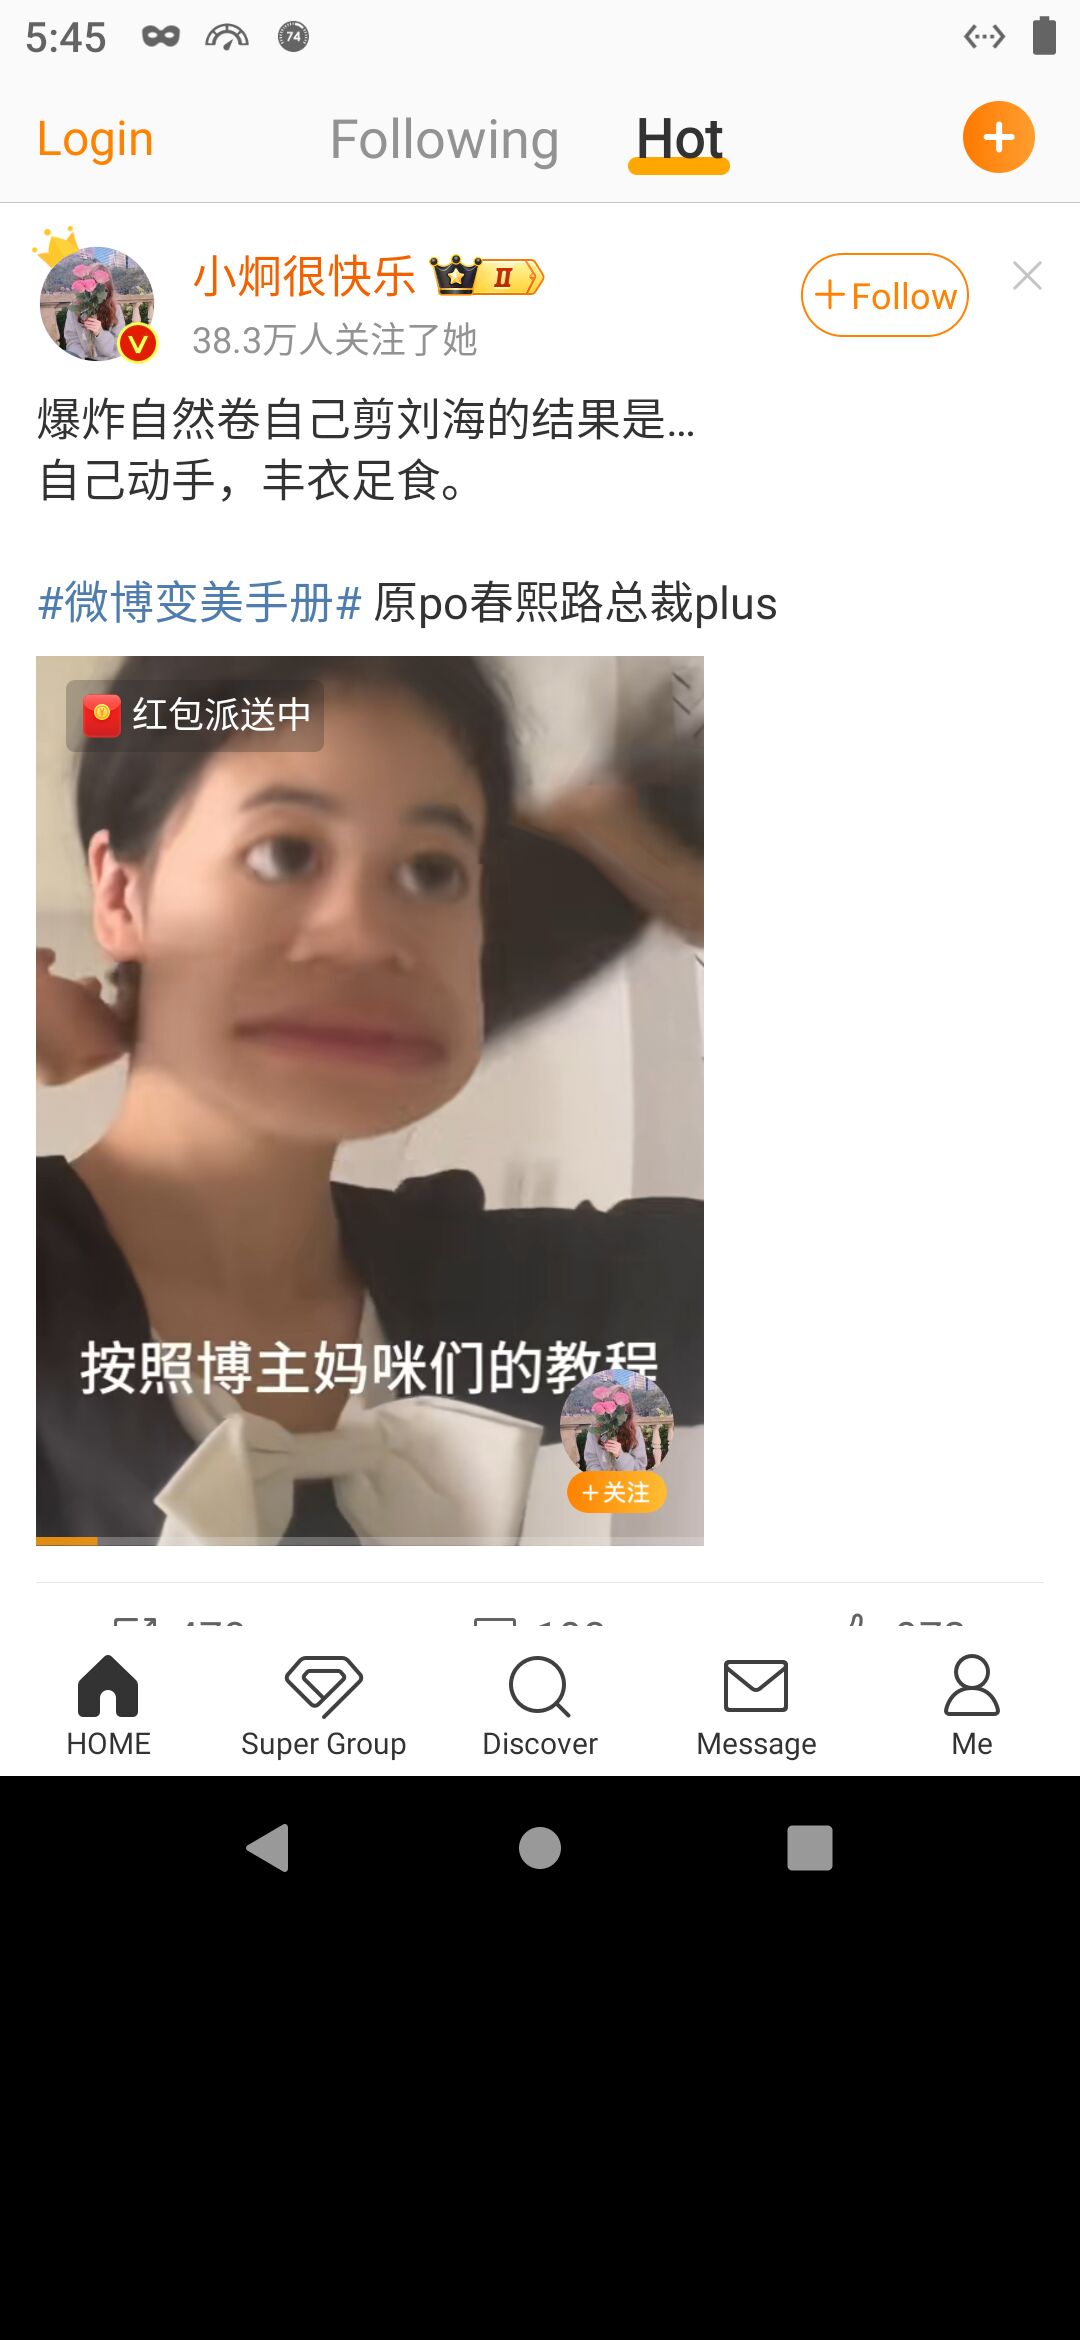 5:45
74
Login
Following
Hot
小炯很快乐
II
38.3万人关注了她
+Follow
爆炸自然卷自己剪刘海的结果是...
自己动手，丰衣足食。
#微博变美手册# 原po春熙路总裁plus
红包派送中
按照博主妈咪们的教程
+关注
HOME
Super Group
Discover
Message
Me